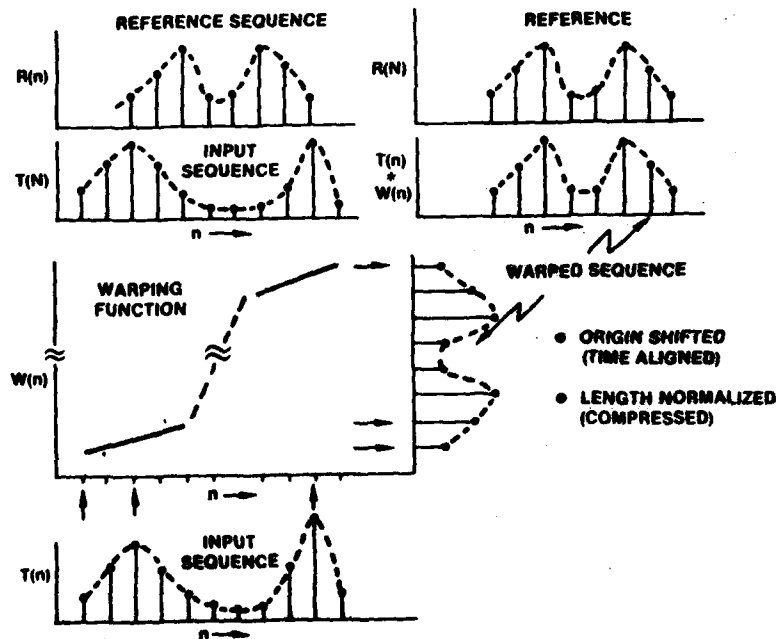 REFERENCE SEQUENCE
R(n)
INPUT
SEQUENCE
T(N)
n
REFERENCE
R(N)
T(n)
*
W(n)
n
WARPED SEQUENCE
WARPING
FUNCTION
W(n)
n
• ORIGIN SHIFTED
(TIME ALIGNED)
• LENGTH NORMALIZED
(COMPRESSED)
INPUT
SEQUENCE
T(n)
n